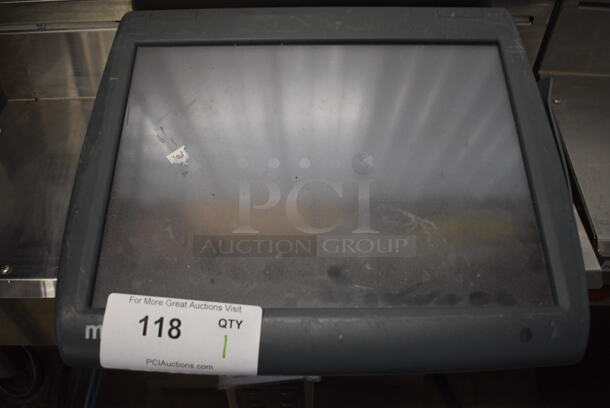 PCI
AUCTION GROUP
For More Great Auctions Visit
118
QTY
1
PCIAuctions.com
m